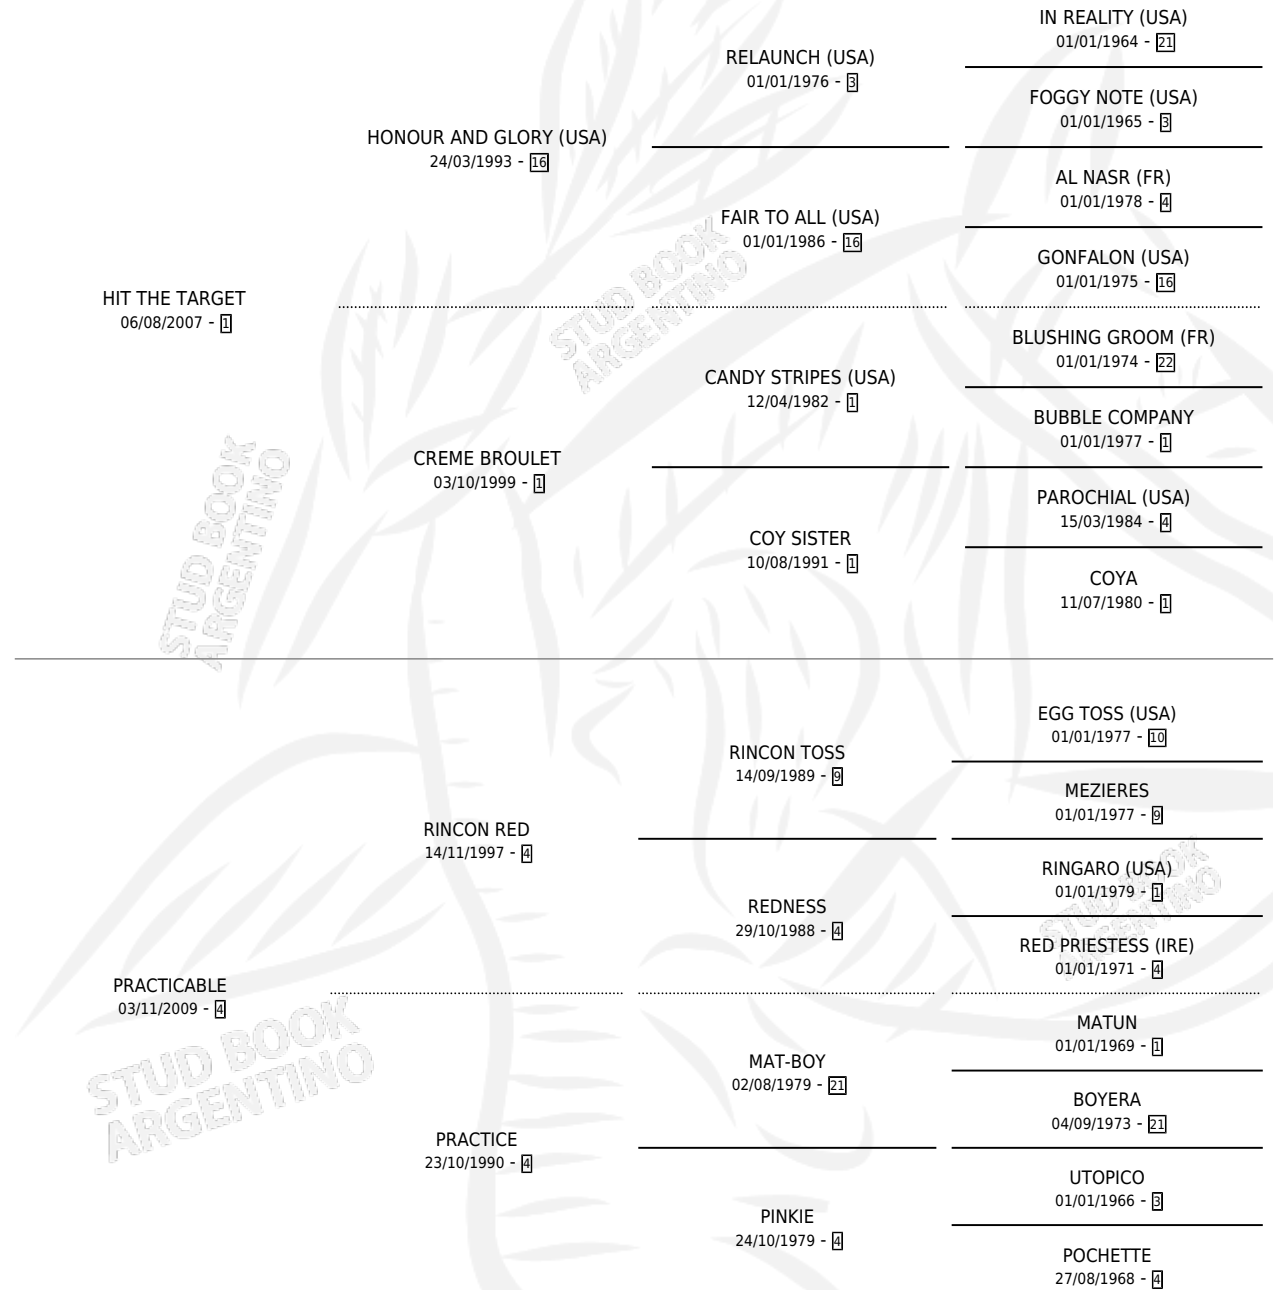 IN REALITY (USA)
01/01/1964 - 21
RELAUNCH (USA)
01/01/1976 - 3
FOGGY NOTE (USA)
01/01/1965 - 3
HONOUR AND GLORY (USA)
24/03/1993 - 16
AL NASR (FR)
01/01/1978 - 4
FAIR TO ALL (USA)
01/01/1986 - 16
GONFALON (USA)
01/01/1975 - 16
HIT THE TARGET
06/08/2007 - 1
STUD BOOK
ARGENTINO
BLUSHING GROOM (FR)
01/01/1974 - 22
CANDY STRIPES (USA)
12/04/1982 - 1
BUBBLE COMPANY
01/01/1977 - 1
CREME BROULET
03/10/1999 - 1
PAROCHIAL (USA)
15/03/1984 - 4
COY SISTER
10/08/1991 - 1
COYA
11/07/1980 - 1
STUD BOOK
ARGENTINO
EGG TOSS (USA)
01/01/1977 - 10
RINCON TOSS
14/09/1989 - 9
MEZIERES
01/01/1977 - 9
RINCON RED
14/11/1997 - 4
RINGARO (USA)
01/01/1979 - 1
REDNESS
29/10/1988 - 4
RED PRIESTESS (IRE)
01/01/1971 - 4
STUD BOOK
ARGENTINO
PRACTICABLE
03/11/2009 - 4
MATUN
01/01/1969 - 1
MAT-BOY
02/08/1979 - 21
BOYERA
04/09/1973 - 21
STUD BOOK
ARGENTINO
PRACTICE
23/10/1990 - 4
UTOPICO
01/01/1966 - 3
PINKIE
24/10/1979 - 4
POCHETTE
27/08/1968 - 4